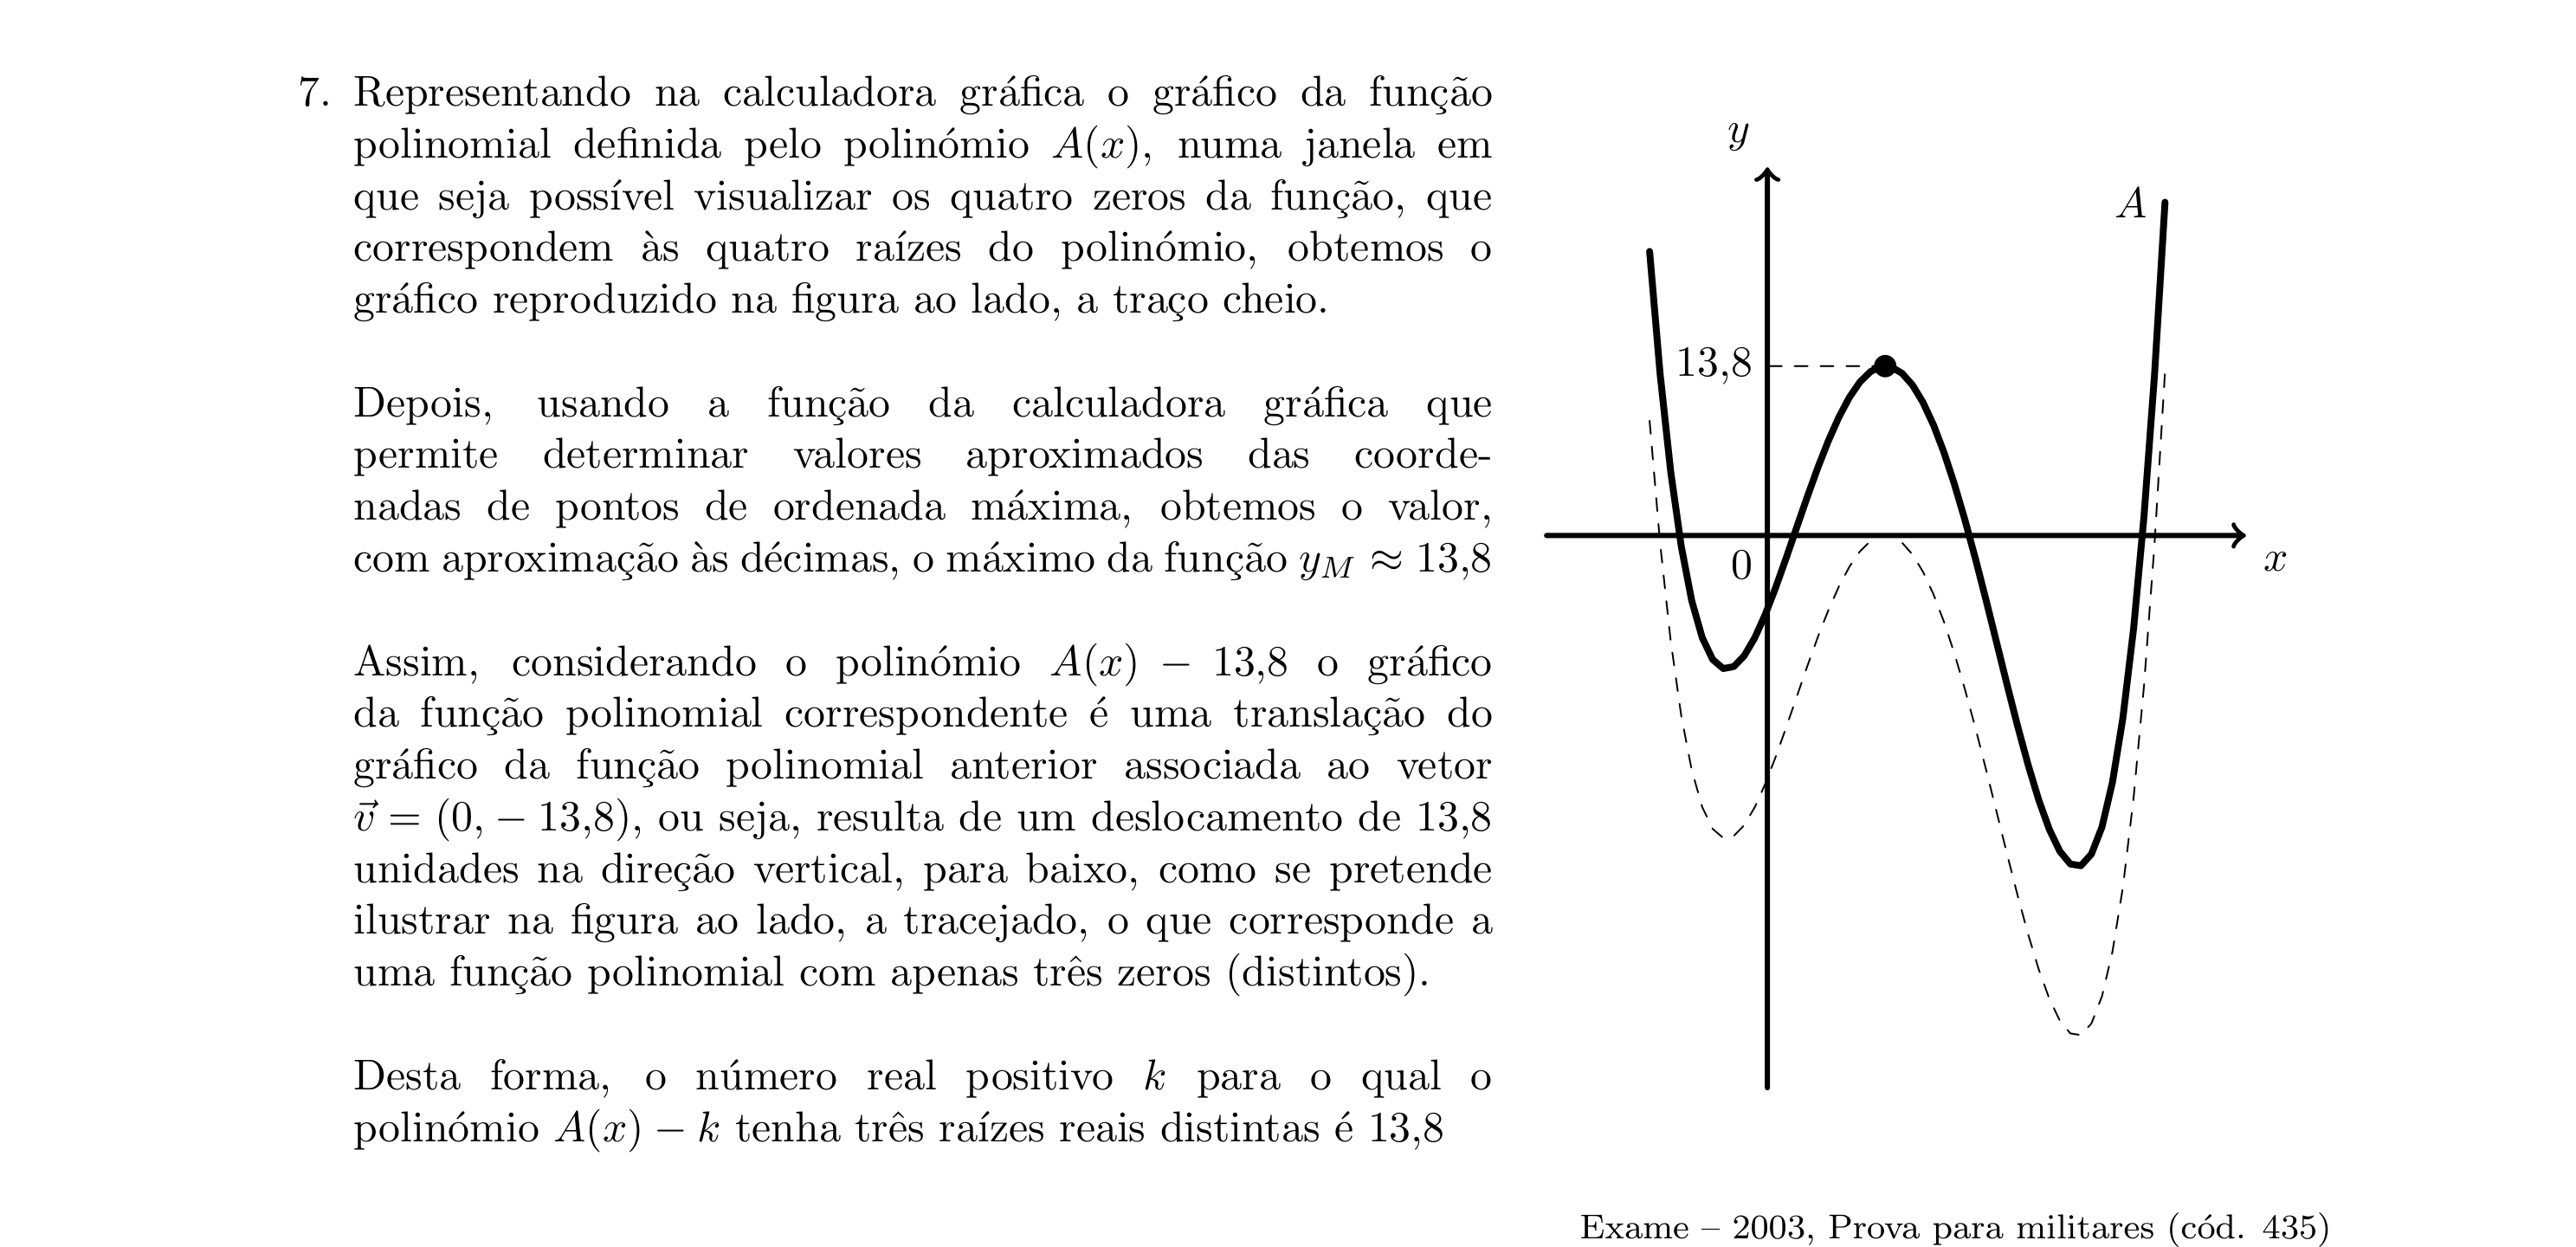 7. Representando na calculadora gráfica o gráfico da função
polinomial definida pelo polinómio A(x), numa janela em
que seja possível visualizar os quatro zeros da função, que
correspondem às quatro raízes do polinómio, obtemos o
gráfico reproduzido na figura ao lado, a traço cheio.
Depois, usando a função da calculadora gráfica que
permite determinar valores aproximados das coorde-
nadas de pontos de ordenada máxima, obtemos o valor,
com aproximação às décimas, o máximo da função y_M ≈ 13,8
Assim, considerando o polinómio A(x) − 13,8 o gráfico
da função polinomial correspondente é uma translação do
gráfico da função polinomial anterior associada ao vetor
v⃗ = (0, − 13,8), ou seja, resulta de um deslocamento de 13,8
unidades na direção vertical, para baixo, como se pretende
ilustrar na figura ao lado, a tracejado, o que corresponde a
uma função polinomial com apenas três zeros (distintos).
Desta forma, o número real positivo k para o qual o
polinómio A(x) − k tenha três raízes reais distintas é 13,8
y
A
13,8
0
x
Exame – 2003, Prova para militares (cód. 435)